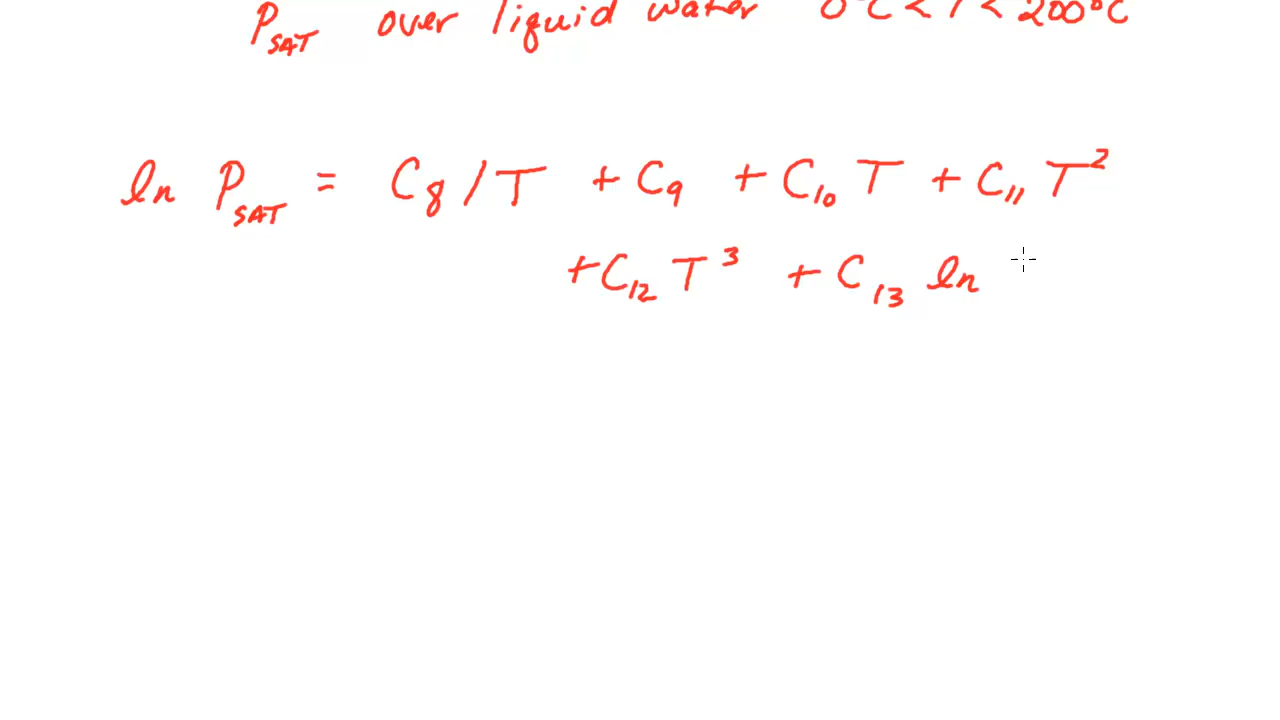 P_SAT over liquid water 0°C < T < 200°C
ln P_SAT = C_8 / T + C_9 + C_10 T + C_11 T^2
+ C_12 T^3 + C_13 ln